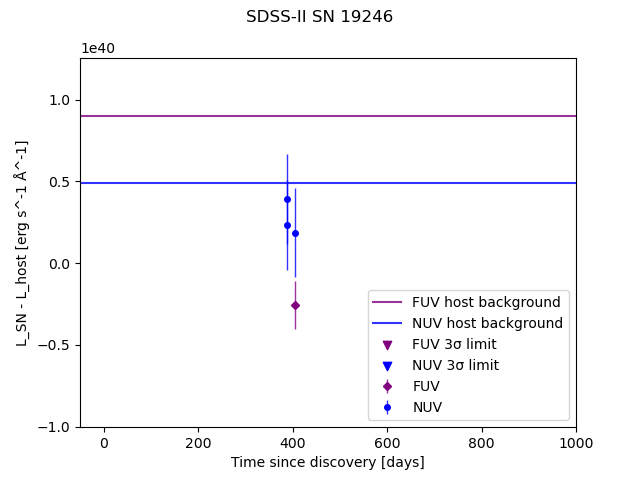 SDSS-II SN 19246
1e40
1.0
0.5
0.0
−0.5
−1.0
L_SN - L_host [erg s^-1 Å^-1]
0
200
400
600
800
1000
Time since discovery [days]
FUV host background
NUV host background
FUV 3σ limit
NUV 3σ limit
FUV
NUV